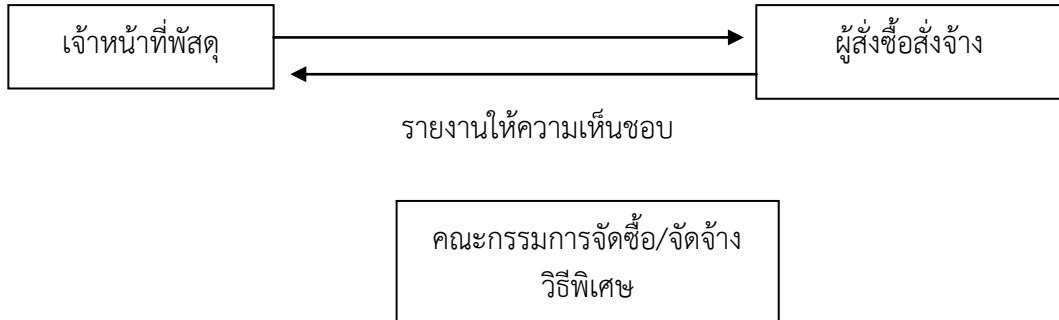 เจ้าหน้าที่พัสดุ
ผู้สั่งซื้อสั่งจ้าง
รายงานให้ความเห็นชอบ
คณะกรรมการจัดซื้อ/จัดจ้าง
วิธีพิเศษ